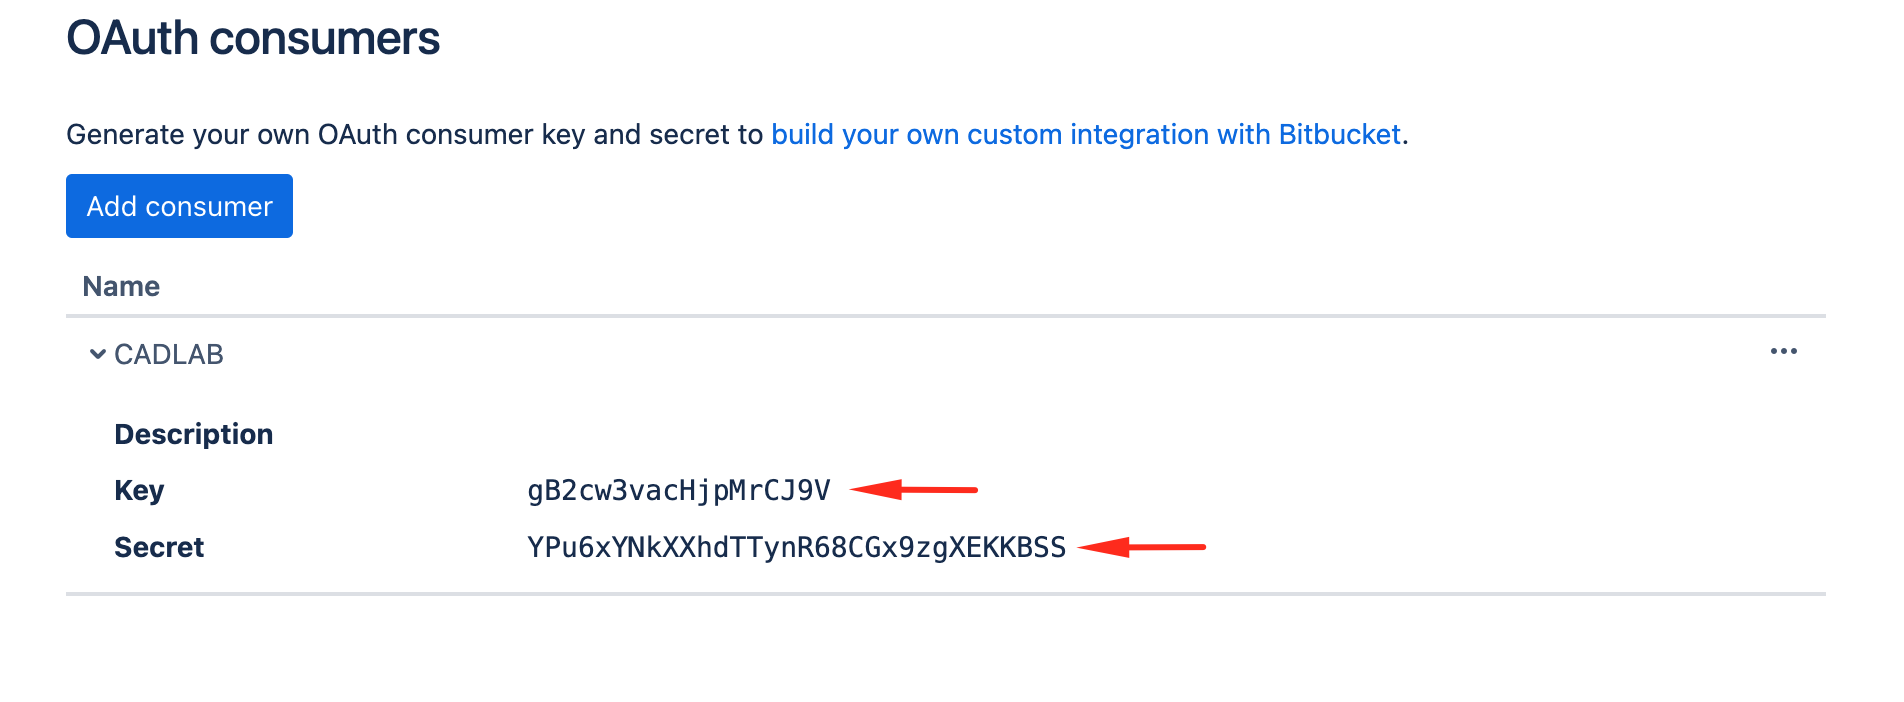 OAuth consumers
Generate your own OAuth consumer key and secret to build your own custom integration with Bitbucket.
Add consumer
Name
CADLAB
Description
Key gB2cw3vacHjpMrCJ9V
Secret YPu6xYNkXXhdTTynR68CGx9zgXEKKBSS